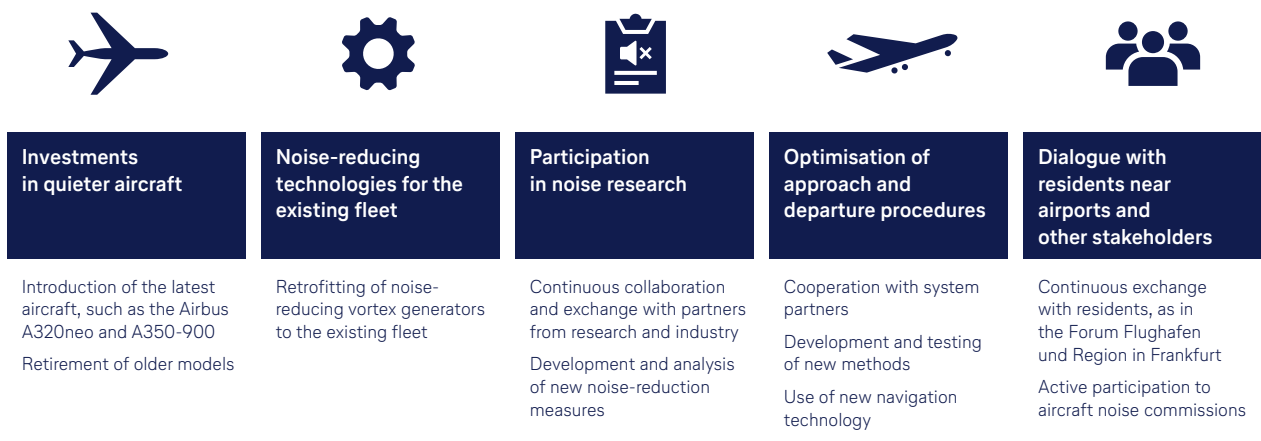 Investments
in quieter aircraft
Introduction of the latest
aircraft, such as the Airbus
A320neo and A350-900
Retirement of older models
Noise-reducing
technologies for the
existing fleet
Retrofitting of noise-
reducing vortex generators
to the existing fleet
Participation
in noise research
Continuous collaboration
and exchange with partners
from research and industry
Development and analysis
of new noise-reduction
measures
Optimisation of
approach and
departure procedures
Cooperation with system
partners
Development and testing
of new methods
Use of new navigation
technology
Dialogue with
residents near
airports and
other stakeholders
Continuous exchange
with residents, as in
the Forum Flughafen
und Region in Frankfurt
Active participation to
aircraft noise commissions